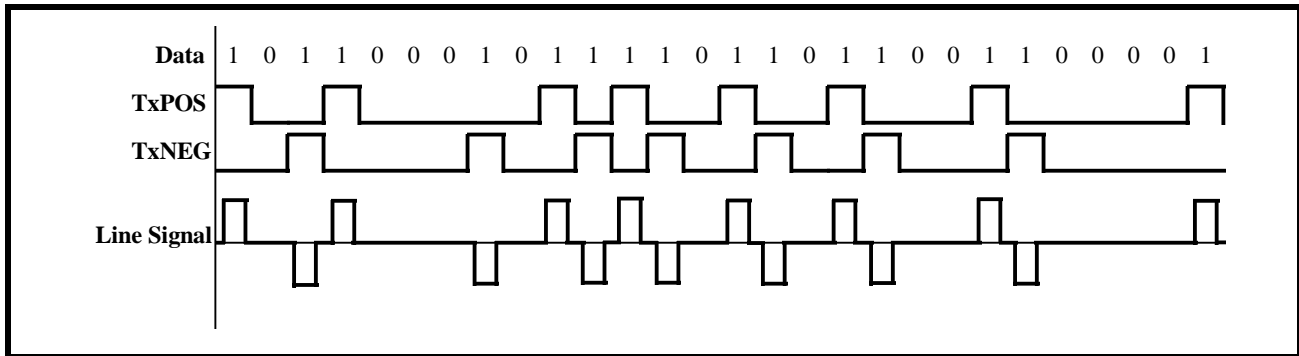 Data 1 0 1 1 0 0 0 1 0 1 1 1 1 0 1 1 0 1 1 0 0 1 1 0 0 0 0 1
TxPOS
TxNEG
Line Signal